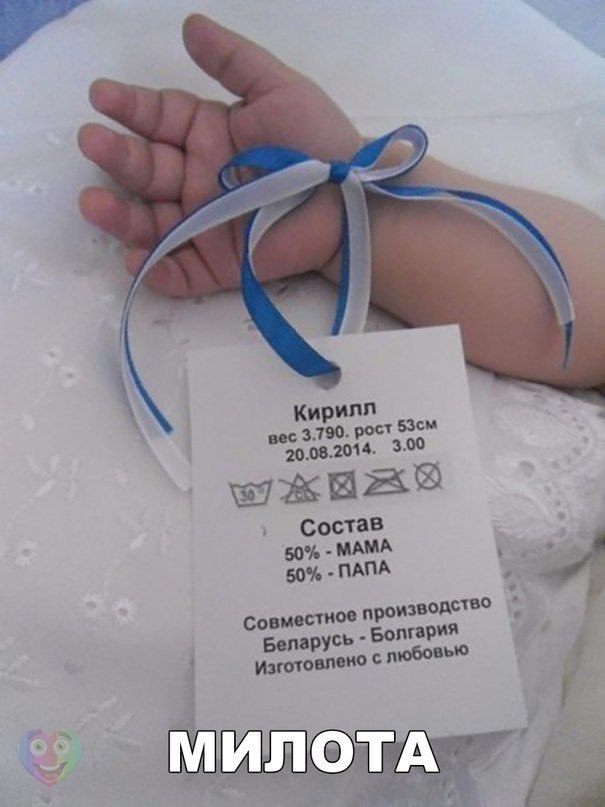 Кирилл
вес 3.790. рост 53см
20.08.2014. 3.00
30°
CL
Состав
50% - МАМА
50% - ПАПА
Совместное производство
Беларусь - Болгария
Изготовлено с любовью
МИЛОТА